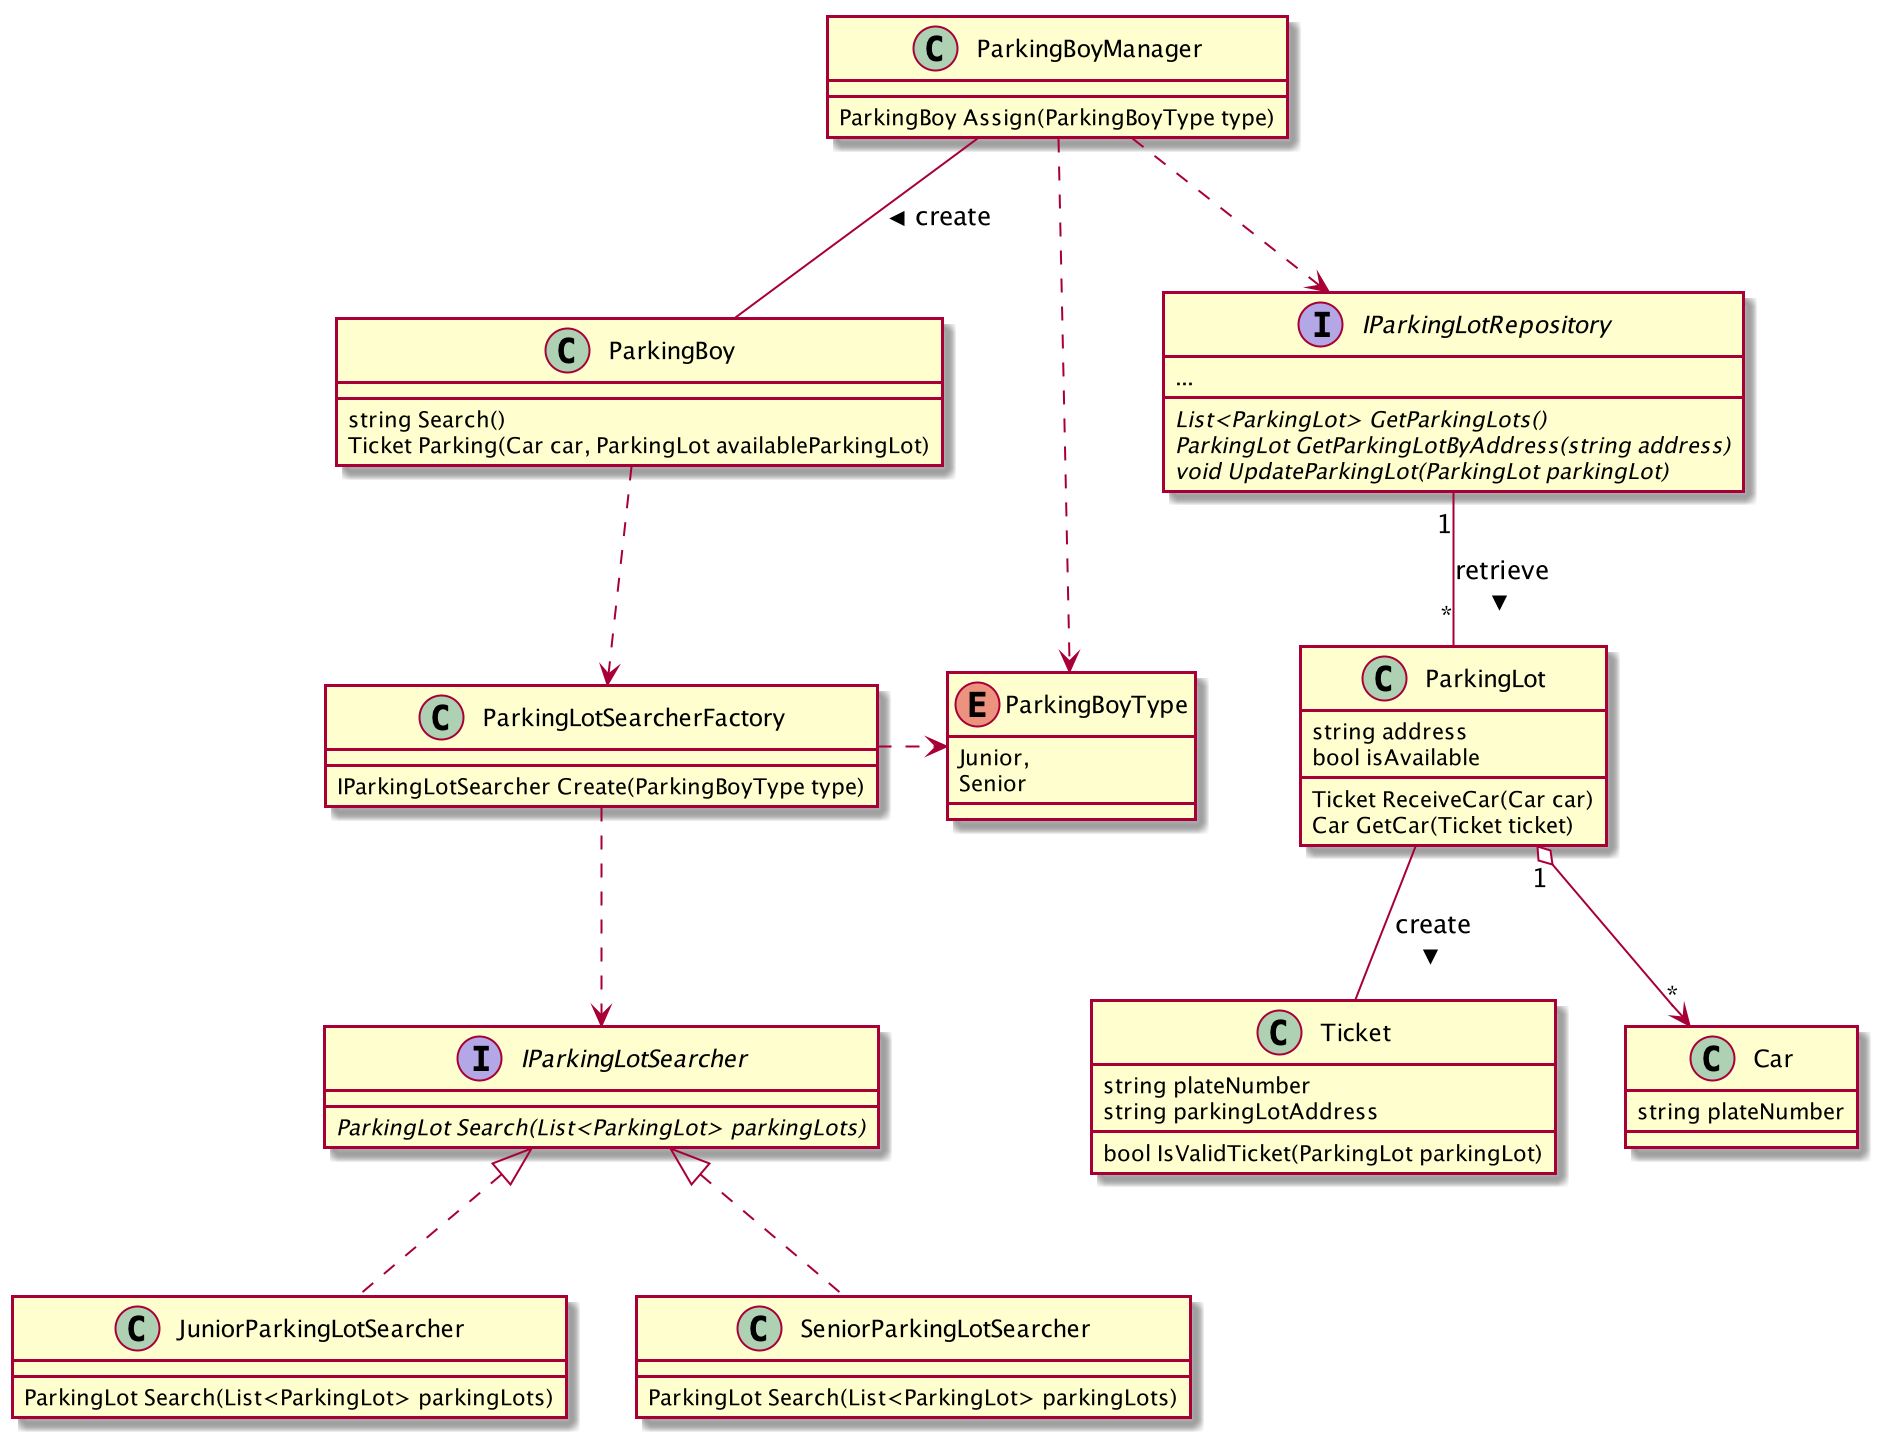 C ParkingBoyManager
ParkingBoy Assign(ParkingBoyType type)
◄ create
C ParkingBoy
string Search()
Ticket Parking(Car car, ParkingLot availableParkingLot)
I IParkingLotRepository
...
List<ParkingLot> GetParkingLots()
ParkingLot GetParkingLotByAddress(string address)
void UpdateParkingLot(ParkingLot parkingLot)
1
retrieve
▼
*
C ParkingLotSearcherFactory
IParkingLotSearcher Create(ParkingBoyType type)
E ParkingBoyType
Junior,
Senior
C ParkingLot
string address
bool isAvailable
Ticket ReceiveCar(Car car)
Car GetCar(Ticket ticket)
1
create
▼
*
I IParkingLotSearcher
ParkingLot Search(List<ParkingLot> parkingLots)
C Ticket
string plateNumber
string parkingLotAddress
bool IsValidTicket(ParkingLot parkingLot)
C Car
string plateNumber
C JuniorParkingLotSearcher
ParkingLot Search(List<ParkingLot> parkingLots)
C SeniorParkingLotSearcher
ParkingLot Search(List<ParkingLot> parkingLots)